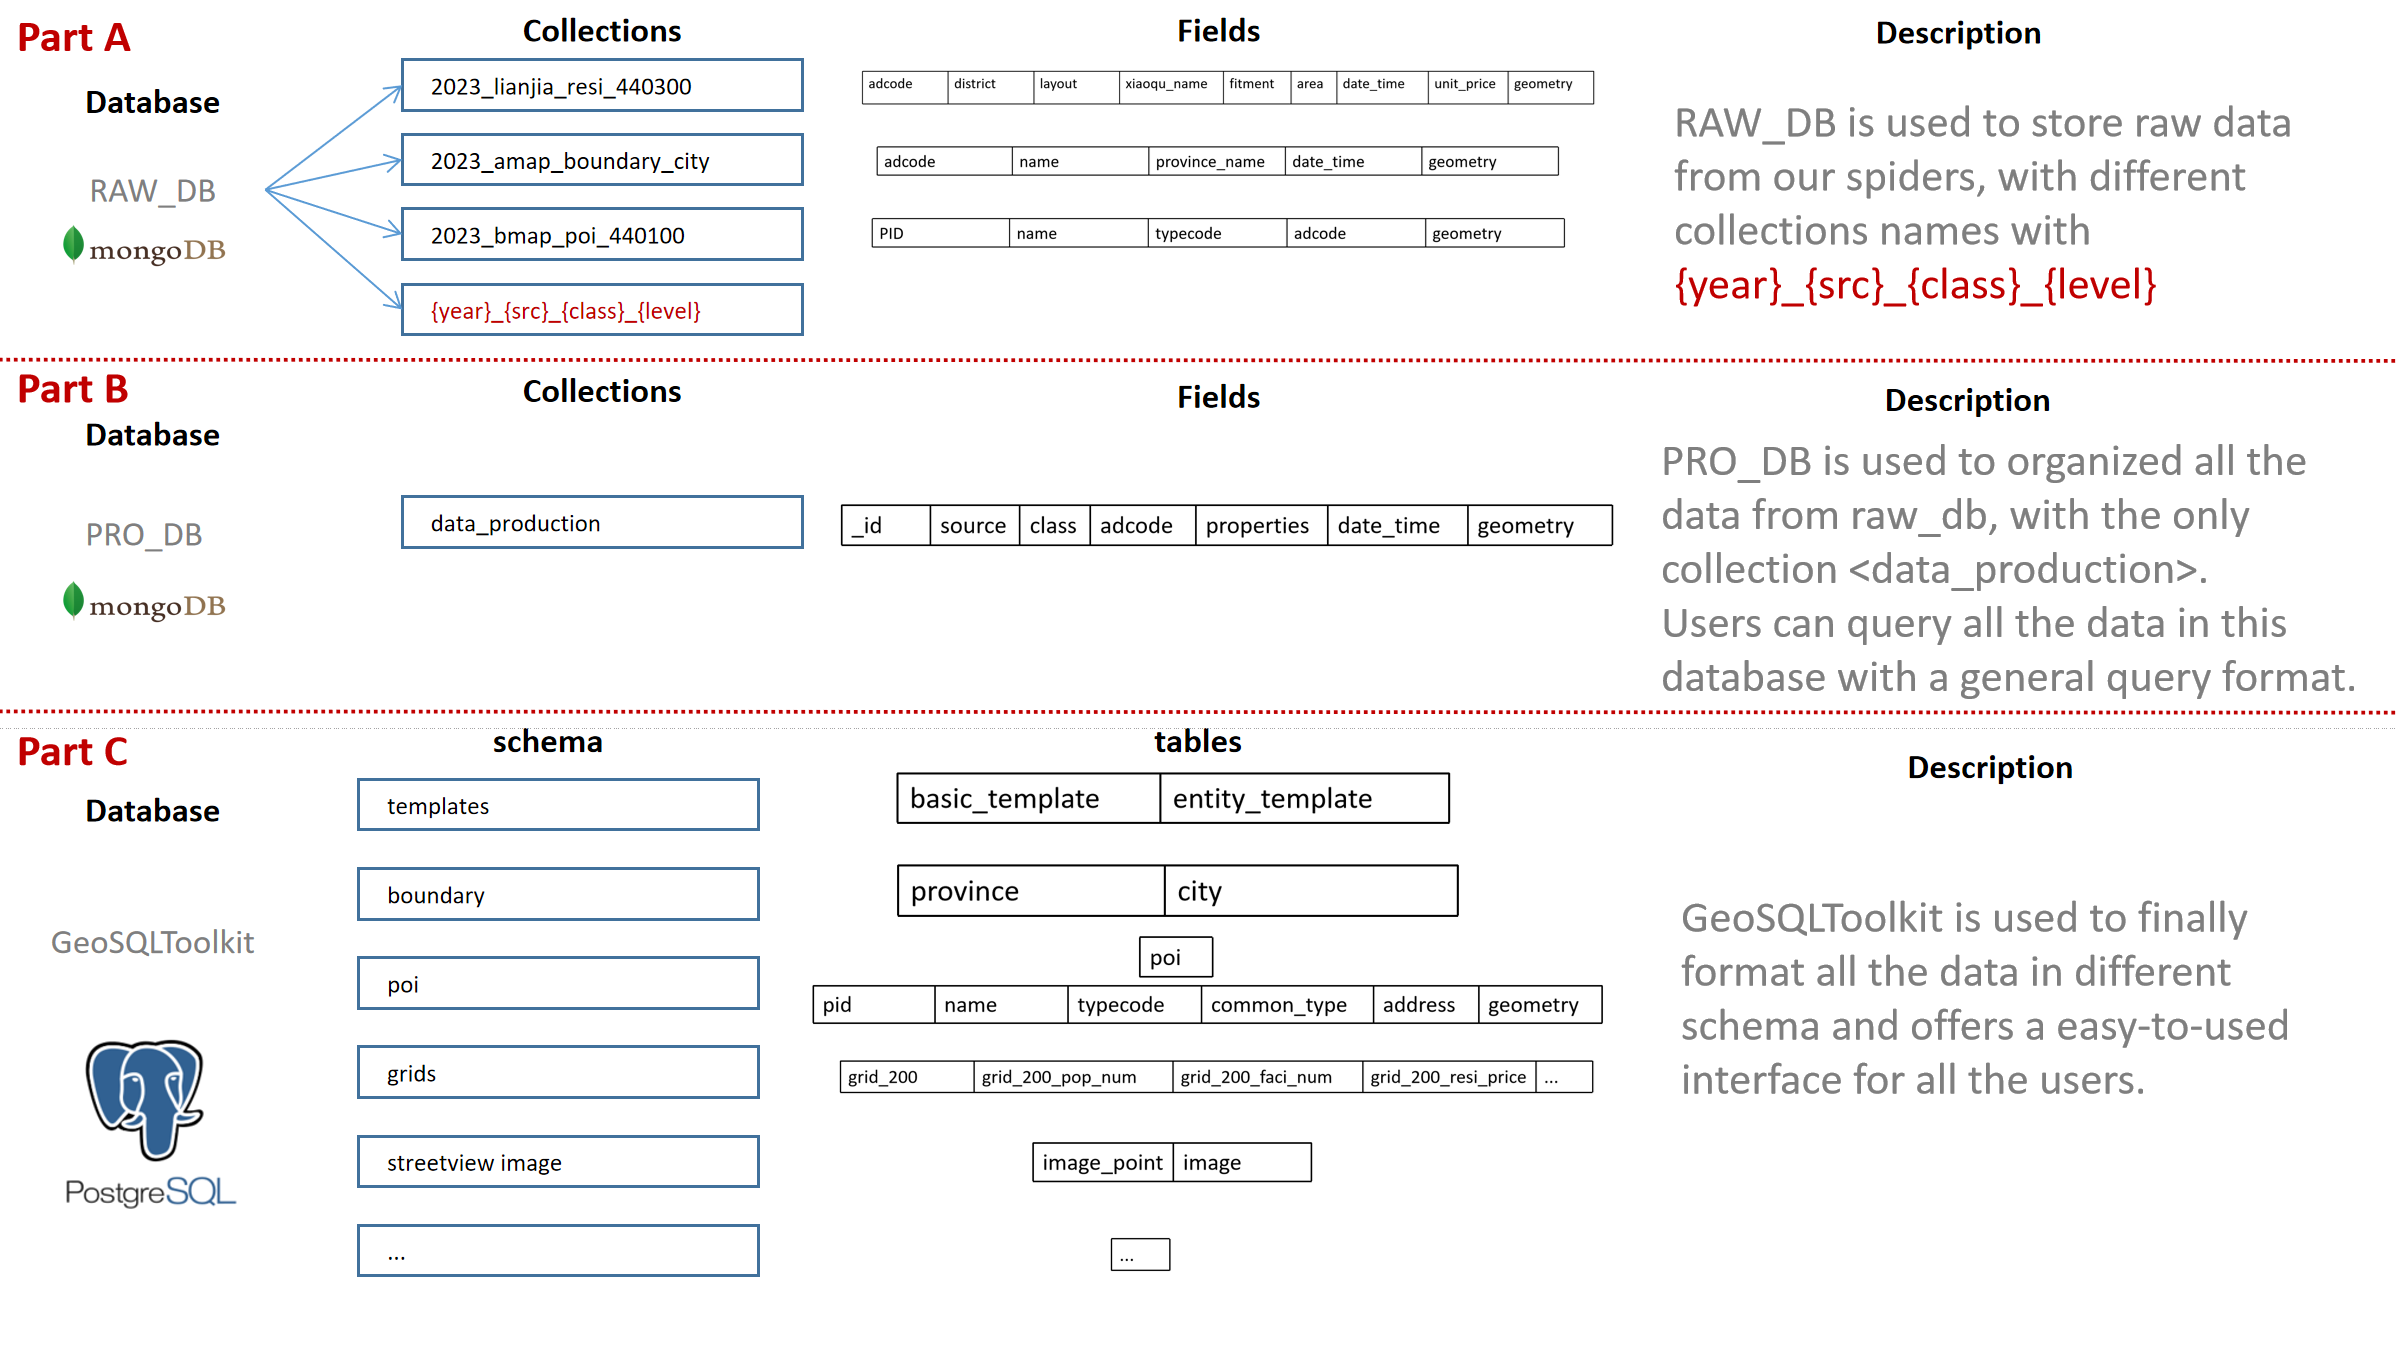 Part A
Collections
Fields
Description
Database
RAW_DB
mongoDB
2023_lianjia_resi_440300
2023_amap_boundary_city
2023_bmap_poi_440100
{year}_{src}_{class}_{level}
adcode district layout xiaoqu_name fitment area date_time unit_price geometry
adcode name province_name date_time geometry
PID name typecode adcode geometry
RAW_DB is used to store raw data
from our spiders, with different
collections names with
{year}_{src}_{class}_{level}
Part B
Collections
Fields
Description
Database
PRO_DB
mongoDB
data_production
_id source class adcode properties date_time geometry
PRO_DB is used to organized all the
data from raw_db, with the only
collection <data_production>.
Users can query all the data in this
database with a general query format.
Part C
schema
tables
Description
Database
GeoSQLToolkit
PostgreSQL
templates
boundary
poi
grids
streetview image
...
basic_template entity_template
province city
poi
pid name typecode common_type address geometry
grid_200 grid_200_pop_num grid_200_faci_num grid_200_resi_price ...
image_point image
...
GeoSQLToolkit is used to finally
format all the data in different
schema and offers a easy-to-used
interface for all the users.